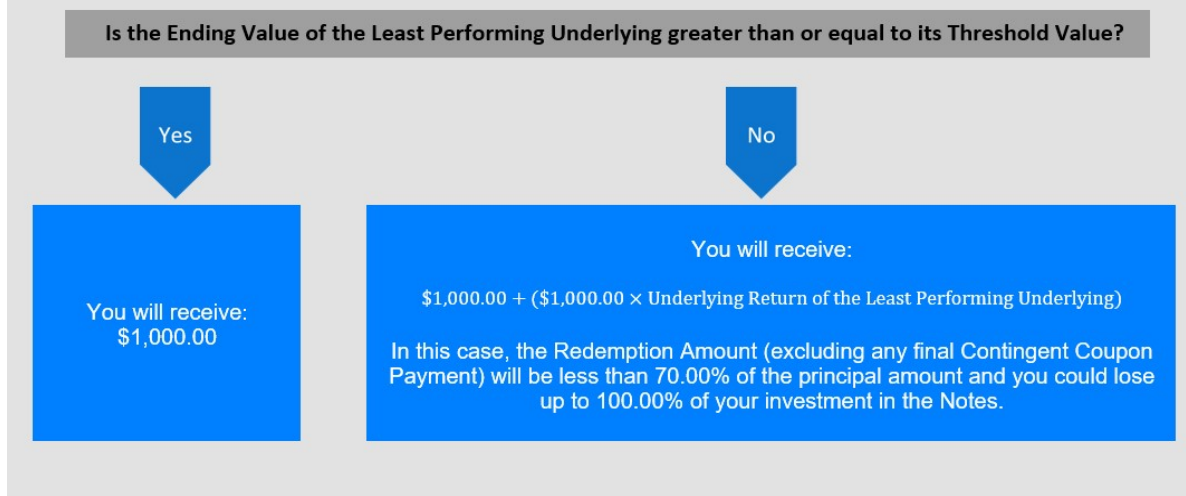 Is the Ending Value of the Least Performing Underlying greater than or equal to its Threshold Value?
Yes
No
You will receive:
$1,000.00
You will receive:
$1,000.00 + ($1,000.00 × Underlying Return of the Least Performing Underlying)
In this case, the Redemption Amount (excluding any final Contingent Coupon
Payment) will be less than 70.00% of the principal amount and you could lose
up to 100.00% of your investment in the Notes.